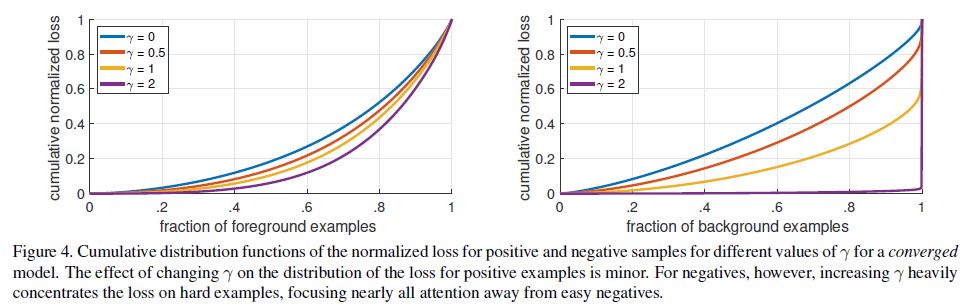 cumulative normalized loss
1
0.8
0.6
0.4
0.2
0
γ = 0
γ = 0.5
γ = 1
γ = 2
0 .2 .4 .6 .8 1
fraction of foreground examples
cumulative normalized loss
1
0.8
0.6
0.4
0.2
0
γ = 0
γ = 0.5
γ = 1
γ = 2
0 .2 .4 .6 .8 1
fraction of background examples
Figure 4. Cumulative distribution functions of the normalized loss for positive and negative samples for different values of γ for a converged
model. The effect of changing γ on the distribution of the loss for positive examples is minor. For negatives, however, increasing γ heavily
concentrates the loss on hard examples, focusing nearly all attention away from easy negatives.